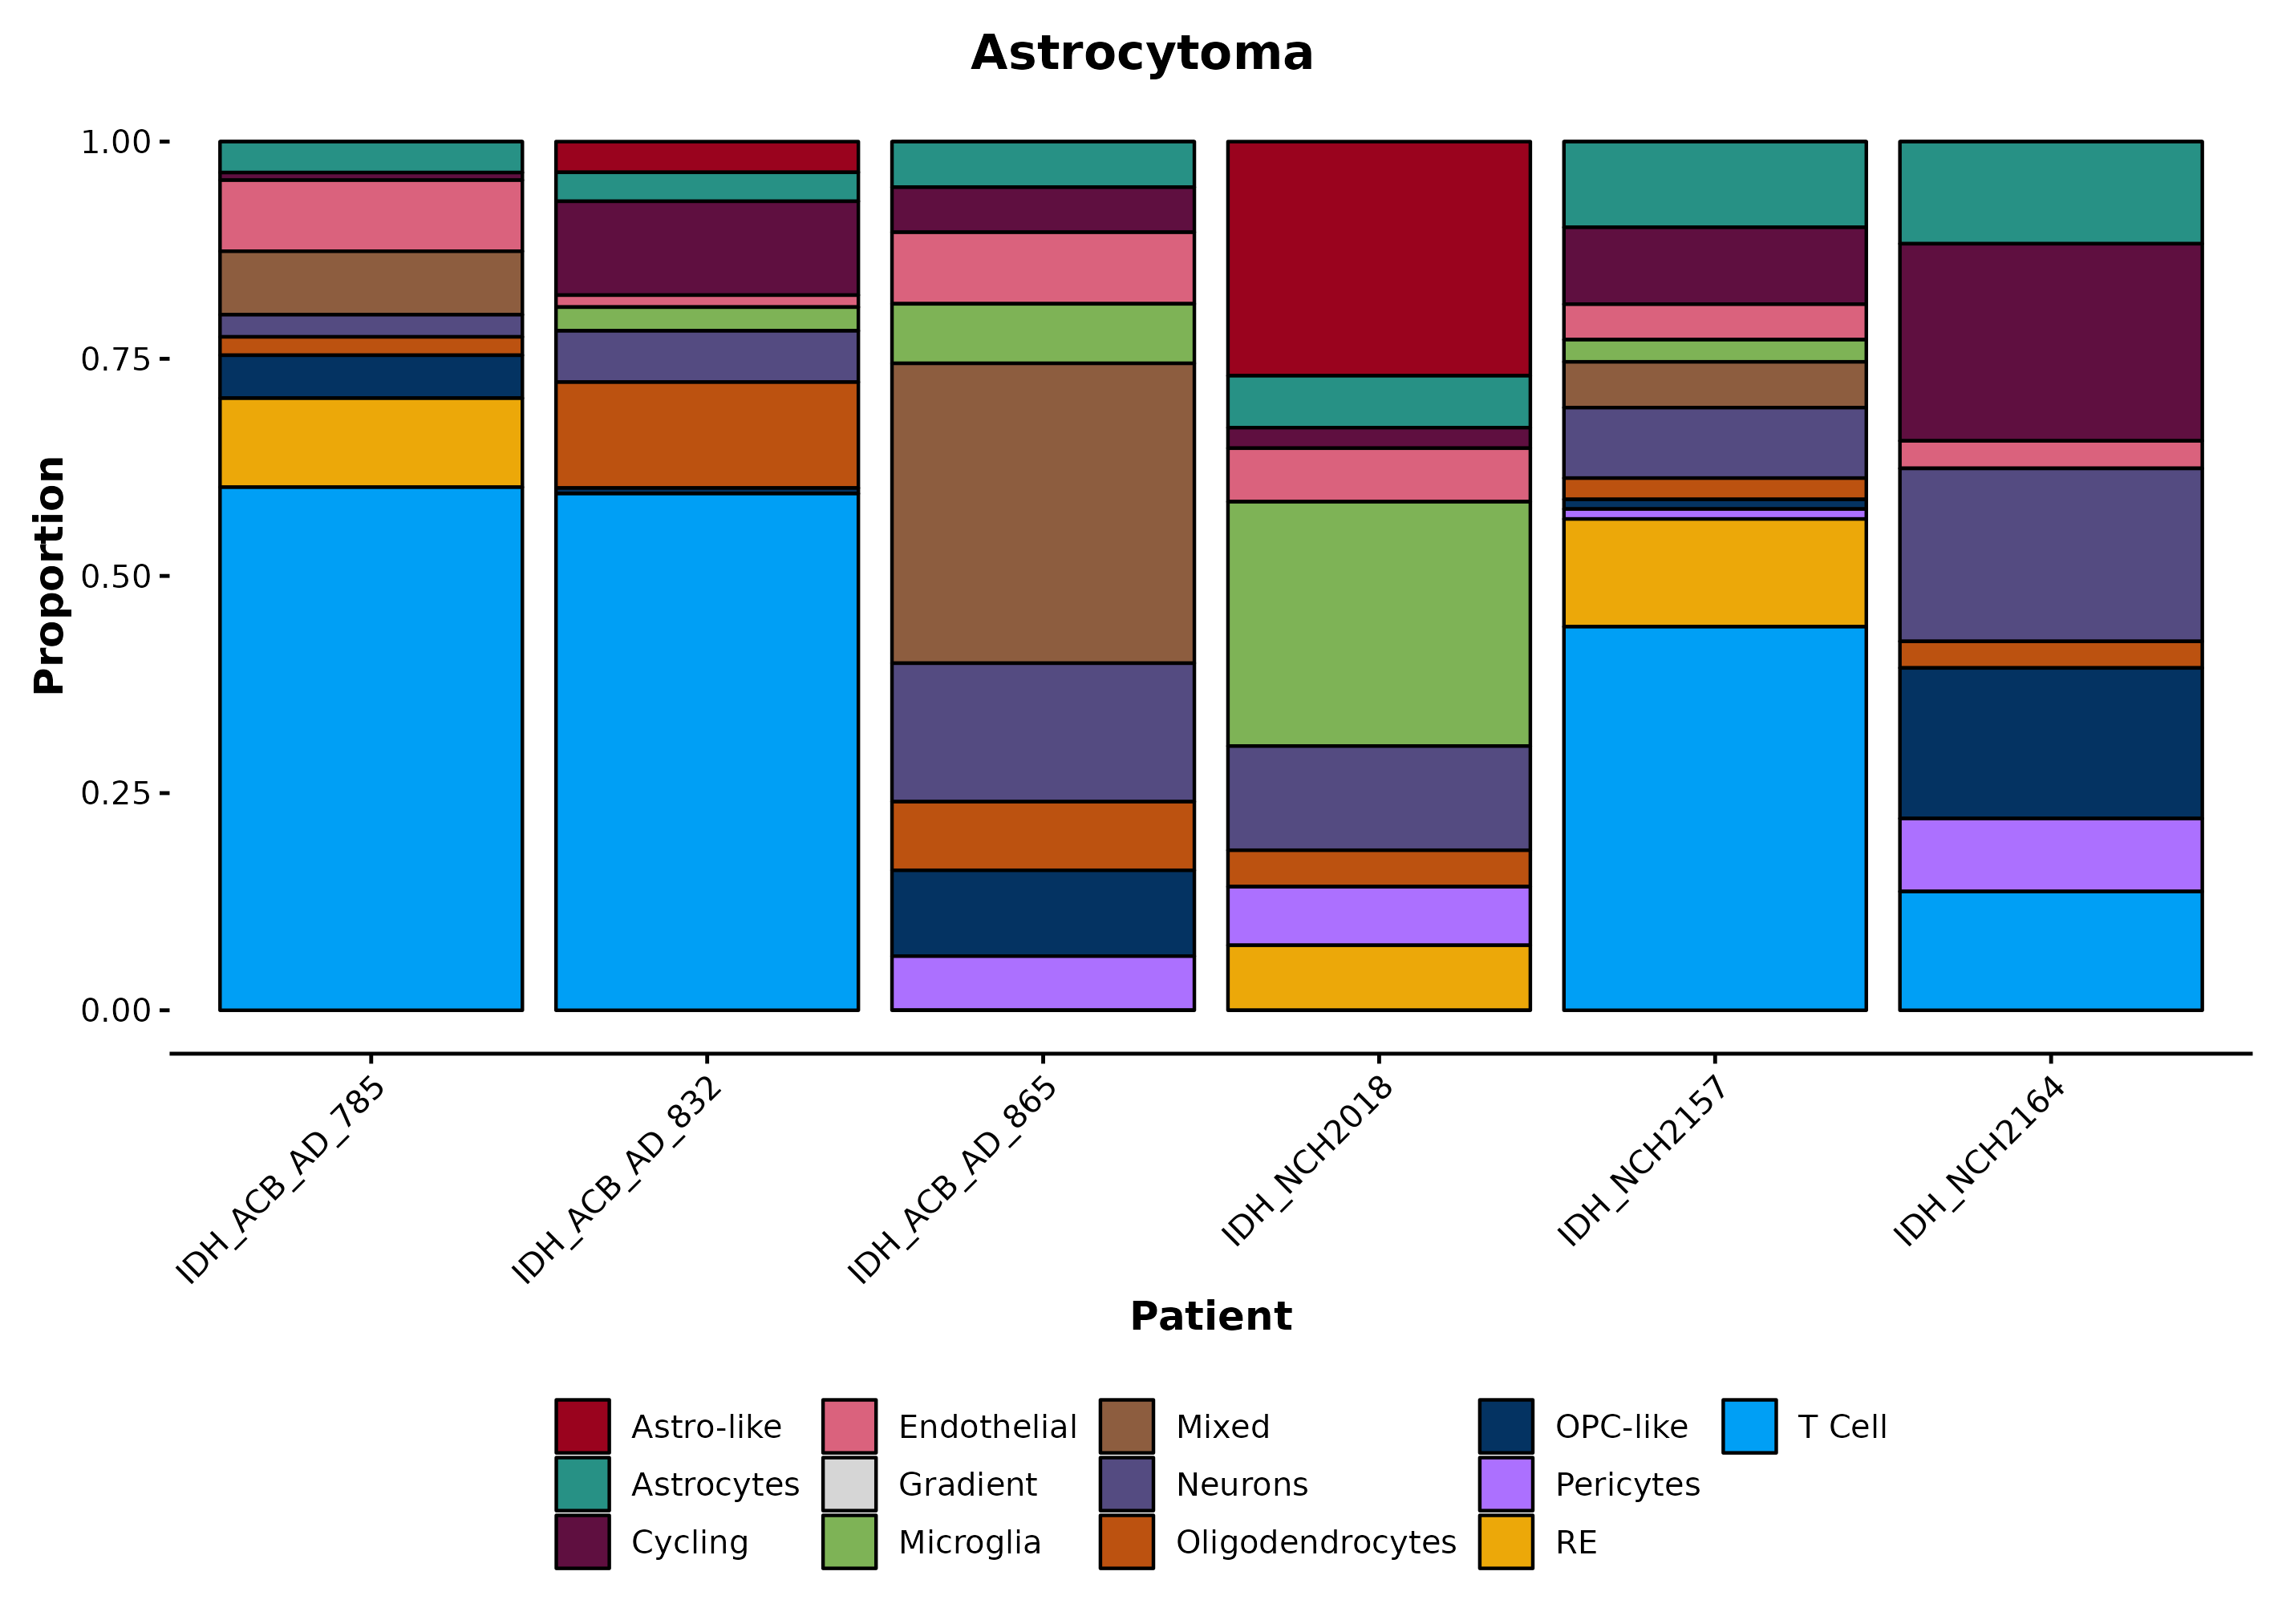 Astrocytoma
1.00
0.75
0.50
0.25
0.00
Proportion
IDH_ACB_AD_785
IDH_ACB_AD_832
IDH_ACB_AD_865
IDH_NCH2018
IDH_NCH2157
IDH_NCH2164
Patient
Astro-like
Astrocytes
Cycling
Endothelial
Gradient
Microglia
Mixed
Neurons
Oligodendrocytes
OPC-like
Pericytes
RE
T Cell